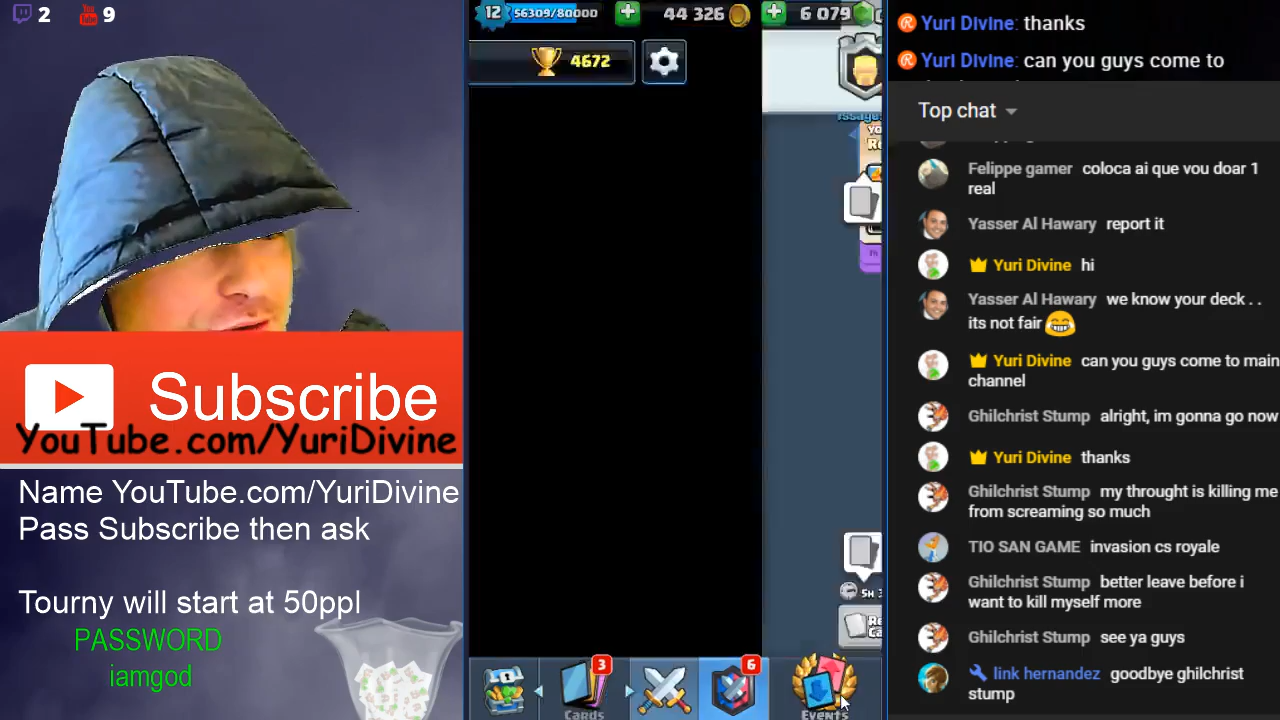 2 9
Subscribe
YouTube.com/YuriDivine
Name YouTube.com/YuriDivine
Pass Subscribe then ask
Tourny will start at 50ppl
PASSWORD
iamgod
12 56309/80000 44 326 6 079
4672
3
6
Cards
Events
5H
Yuri Divine: thanks
Yuri Divine: can you guys come to
Top chat
Felippe gamer coloca ai que vou doar 1
real
Yasser Al Hawary report it
Yuri Divine hi
Yasser Al Hawary we know your deck . .
its not fair
Yuri Divine can you guys come to main
channel
Ghilchrist Stump alright, im gonna go now
Yuri Divine thanks
Ghilchrist Stump my throught is killing me
from screaming so much
TIO SAN GAME invasion cs royale
Ghilchrist Stump better leave before i
want to kill myself more
Ghilchrist Stump see ya guys
link hernandez goodbye ghilchrist
stump